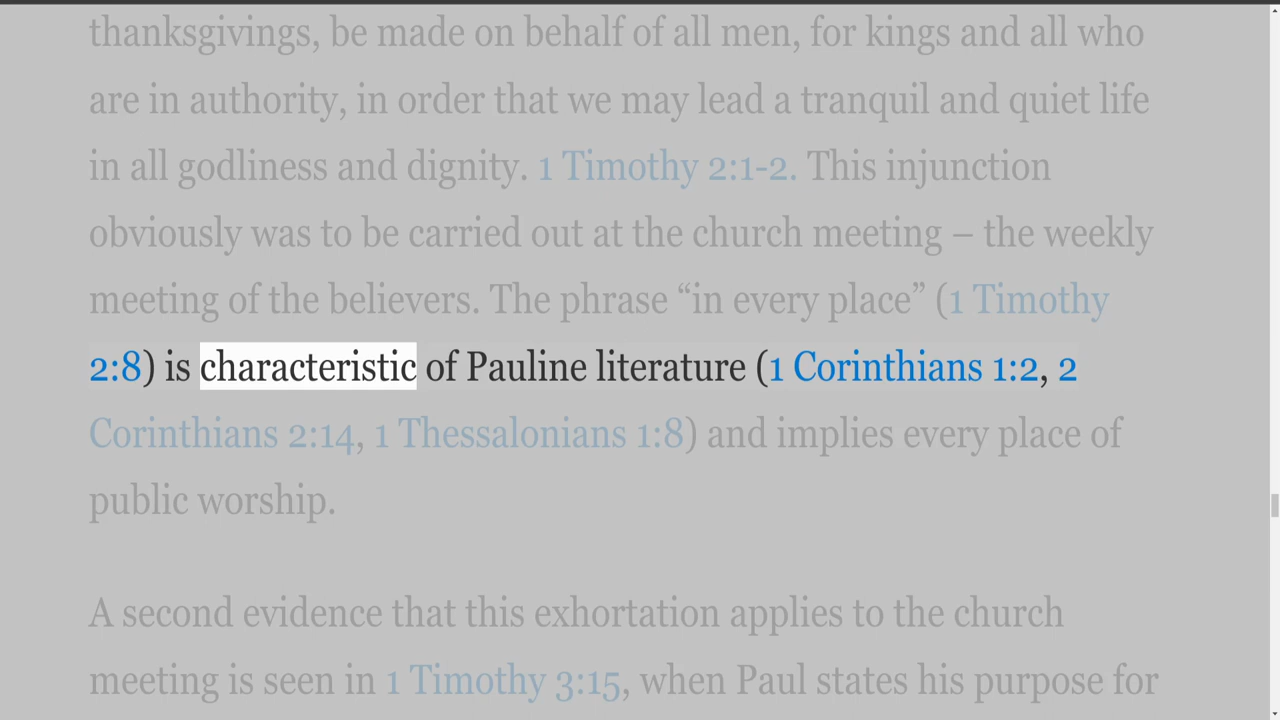 thanksgivings, be made on behalf of all men, for kings and all who
are in authority, in order that we may lead a tranquil and quiet life
in all godliness and dignity. 1 Timothy 2:1-2. This injunction
obviously was to be carried out at the church meeting – the weekly
meeting of the believers. The phrase “in every place” (1 Timothy
2:8) is characteristic of Pauline literature (1 Corinthians 1:2, 2
Corinthians 2:14, 1 Thessalonians 1:8) and implies every place of
public worship.
A second evidence that this exhortation applies to the church
meeting is seen in 1 Timothy 3:15, when Paul states his purpose for